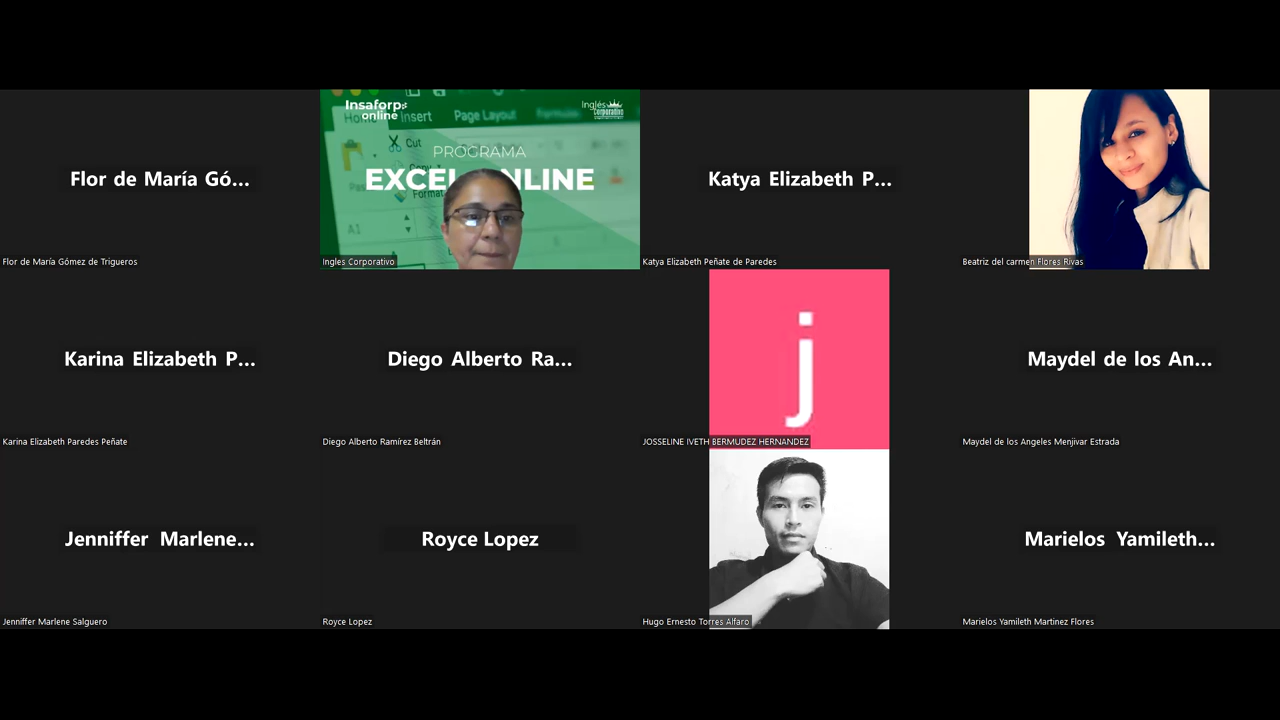 Flor de María Gó...
Flor de María Gómez de Trigueros
Insaforp
online
Inglés
Corporativo
Insert
Page Layout
Formulas
Cut
PROGRAMA
EXCEL ONLINE
Format
A1
Ingles Corporativo
Katya Elizabeth P...
Katya Elizabeth Peñate de Paredes
Beatriz del carmen Flores Rivas
Karina Elizabeth P...
Karina Elizabeth Paredes Peñate
Diego Alberto Ra...
Diego Alberto Ramírez Beltrán
j
JOSSELINE IVETH BERMUDEZ HERNANDEZ
Maydel de los An...
Maydel de los Angeles Menjivar Estrada
Jenniffer Marlene...
Jenniffer Marlene Salguero
Royce Lopez
Royce Lopez
Hugo Ernesto Torres Alfaro
Marielos Yamileth...
Marielos Yamileth Martinez Flores